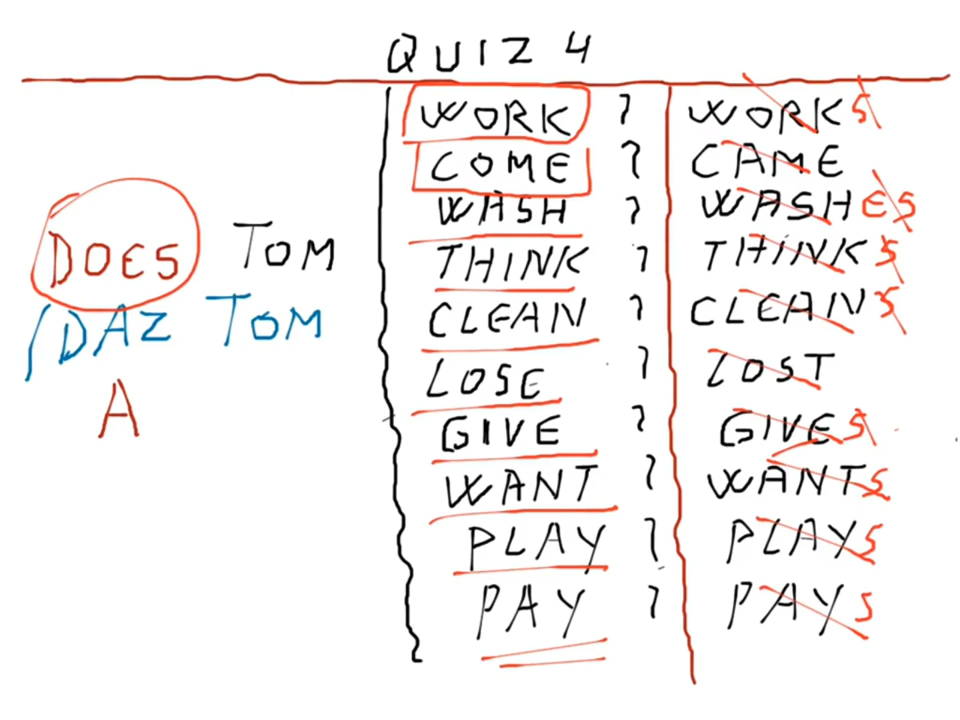 QUIZ 4
DOES TOM
/DAZ TOM
A
WORK ?
COME ?
WASH ?
THINK ?
CLEAN ?
LOSE ?
GIVE ?
WANT ?
PLAY ?
PAY ?
WORKS
CAME
WASHES
THINKS
CLEANS
LOST
GIVES
WANTS
PLAYS
PAYS